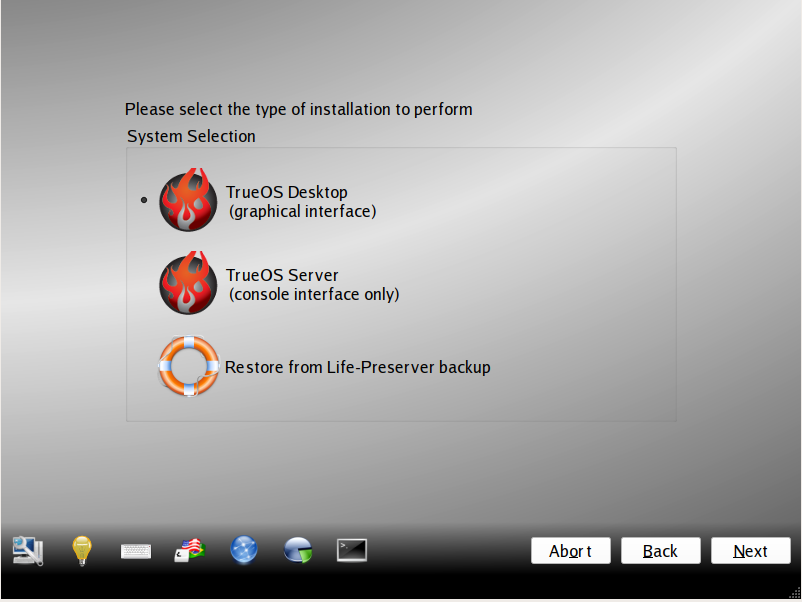 Please select the type of installation to perform
System Selection
TrueOS Desktop
(graphical interface)
TrueOS Server
(console interface only)
Restore from Life-Preserver backup
Abort
Back
Next